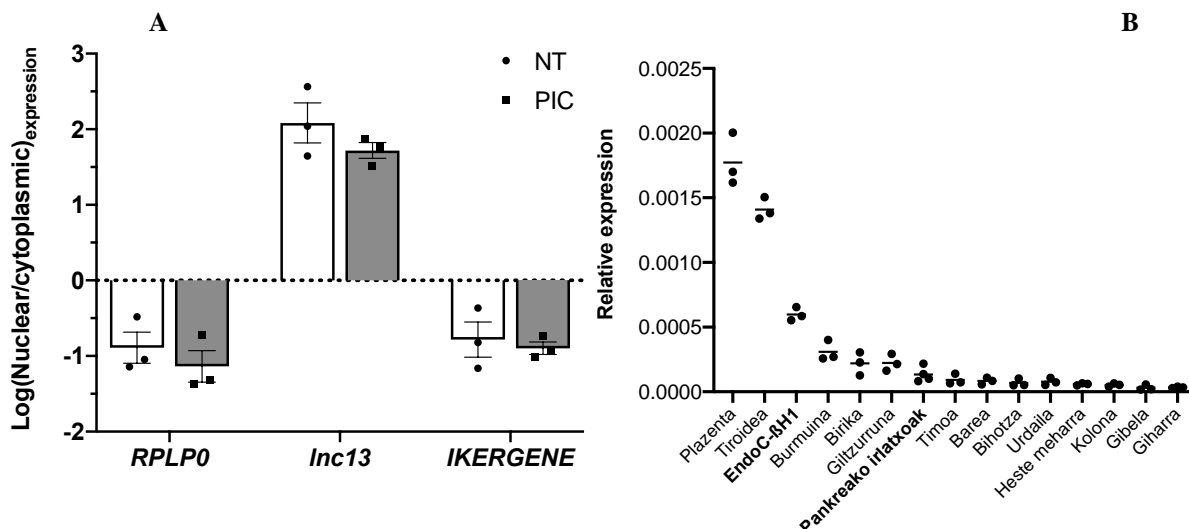 A
Log(Nuclear/cytoplasmic)expression
3
2
1
0
-1
-2
NT
PIC
RPLP0
lnc13
IKERGENE
B
Relative expression
0.0025
0.0020
0.0015
0.0010
0.0005
0.0000
Plazenta
Tiroidea
EndoC-ßH1
Burmuina
Birika
Giltzurruna
Pankreako irlatxoak
Timoa
Barea
Bihotza
Urdaila
Heste meharra
Kolona
Gibela
Giharra